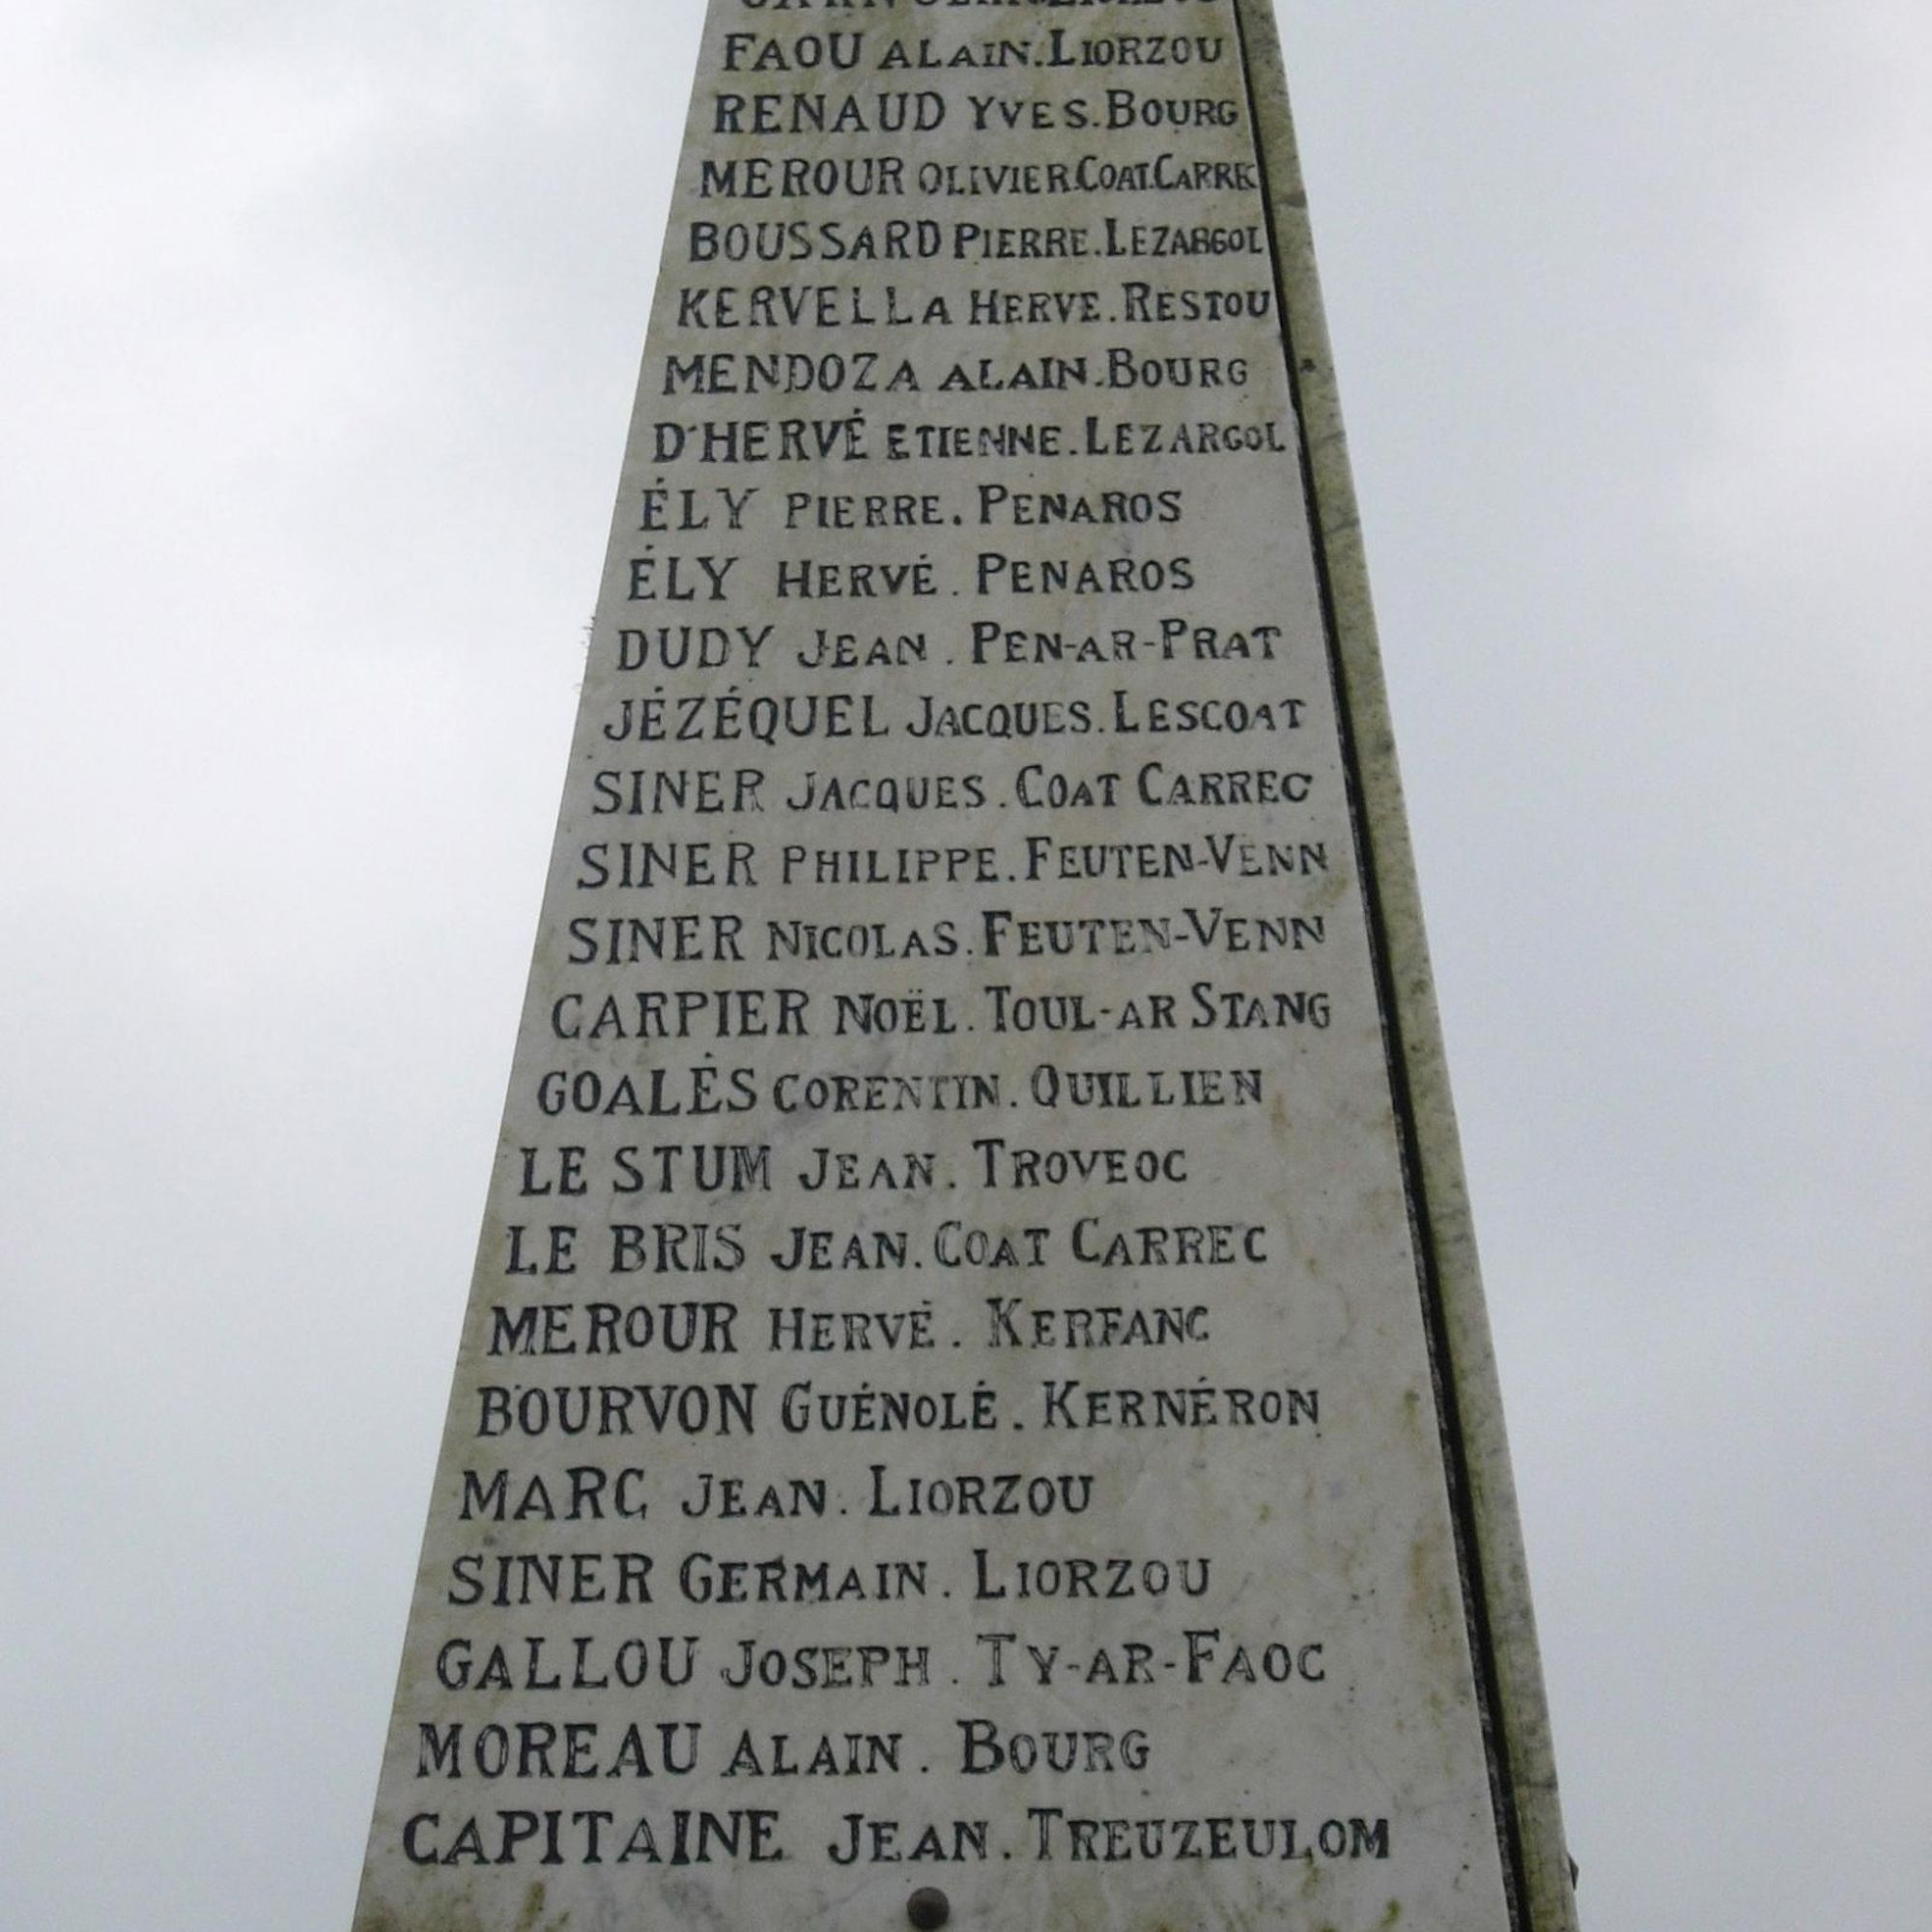 FAOU ALAIN. LIORZOU
RENAUD YVES. BOURG
MEROUR OLIVIER. COAT. CARREC
BOUSSARD PIERRE. LEZARGOL
KERVELLA HERVE. RESTOU
MENDOZA ALAIN. BOURG
D'HERVÉ ETIENNE. LEZARGOL
ÉLY PIERRE. PENAROS
ÉLY HERVÉ. PENAROS
DUDY JEAN. PEN-AR-PRAT
JÉZÉQUEL JACQUES. LESCOAT
SINER JACQUES. COAT CARREC
SINER PHILIPPE. FEUTEN-VENN
SINER NICOLAS. FEUTEN-VENN
CARPIER NOËL. TOUL-AR STANG
GOALÉS CORENTIN. QUILLIEN
LE STUM JEAN. TROVEOC
LE BRIS JEAN. COAT CARREC
MEROUR HERVÉ. KERFANC
BOURVON GUÉNOLÉ. KERNÉRON
MARC JEAN. LIORZOU
SINER GERMAIN. LIORZOU
GALLOU JOSEPH. TY-AR-FAOC
MOREAU ALAIN. BOURG
CAPITAINE JEAN. TREUZEULOM